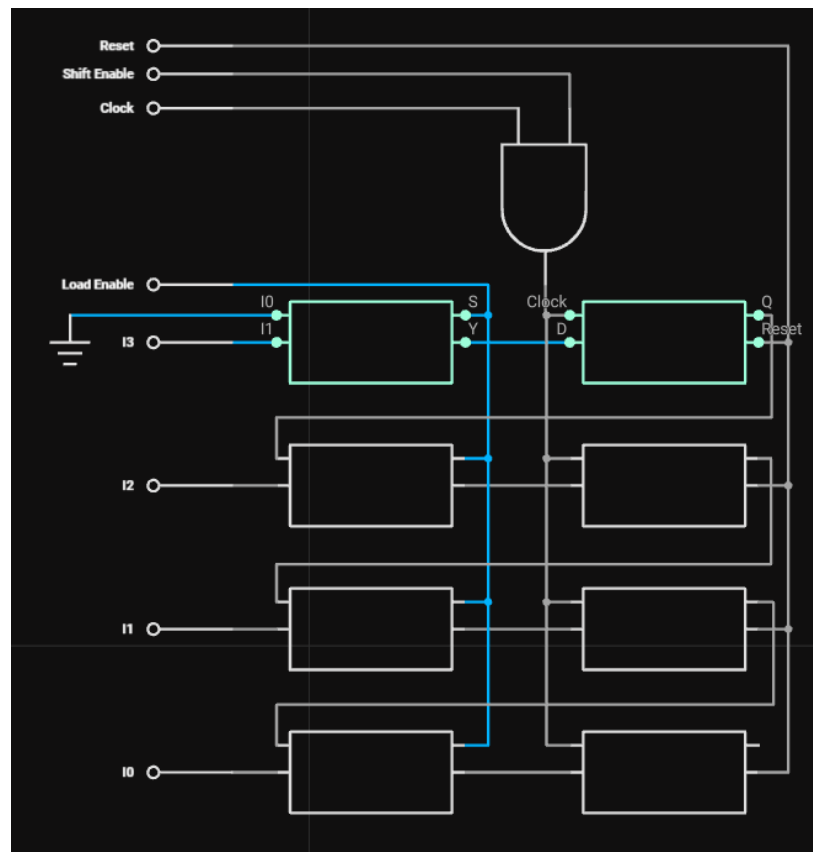 Reset
Shift Enable
Clock
Load Enable
I0 S Clock Q
I3 I1 Y D Reset
I2
I1
I0